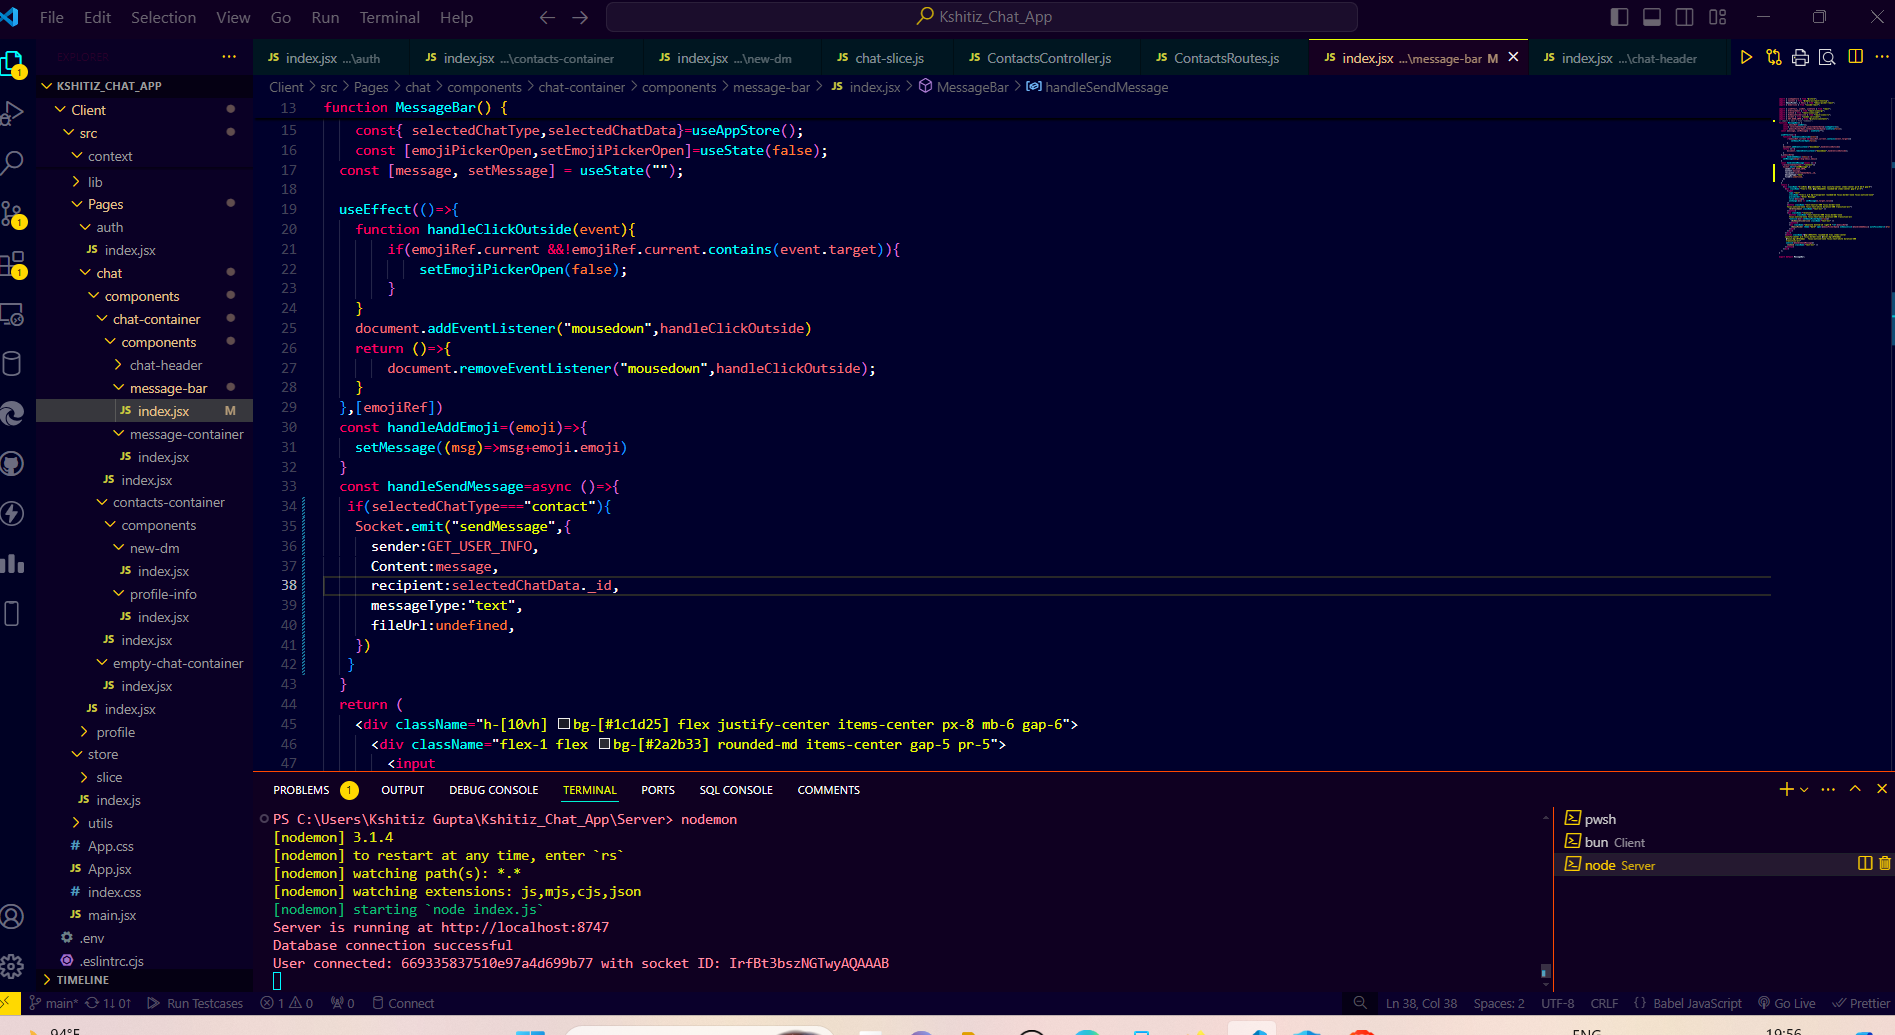 File Edit Selection View Go Run Terminal Help
Kshitiz_Chat_App
index.jsx ...\auth
index.jsx ...\contacts-container
index.jsx ...\new-dm
chat-slice.js
ContactsController.js
ContactsRoutes.js
index.jsx ...\message-bar M
index.jsx ...\chat-header
Client > src > Pages > chat > components > chat-container > components > message-bar > JS index.jsx > MessageBar > handleSendMessage
KSHITIZ_CHAT_APP
Client
src
context
lib
Pages
auth
JS index.jsx
chat
components
chat-container
components
chat-header
message-bar
JS index.jsx M
message-container
JS index.jsx
JS index.jsx
contacts-container
components
new-dm
JS index.jsx
profile-info
JS index.jsx
JS index.jsx
empty-chat-container
JS index.jsx
JS index.jsx
profile
store
slice
JS index.js
utils
# App.css
JS App.jsx
# index.css
JS main.jsx
.env
.eslintrc.cjs
TIMELINE
13 function MessageBar() {
15 const{ selectedChatType,selectedChatData}=useAppStore();
16 const [emojiPickerOpen,setEmojiPickerOpen]=useState(false);
17 const [message, setMessage] = useState("");
18
19 useEffect(()=>{
20 function handleClickOutside(event){
21 if(emojiRef.current &&!emojiRef.current.contains(event.target)){
22 setEmojiPickerOpen(false);
23 }
24 }
25 document.addEventListener("mousedown",handleClickOutside)
26 return ()=>{
27 document.removeEventListener("mousedown",handleClickOutside);
28 }
29 },[emojiRef])
30 const handleAddEmoji=(emoji)=>{
31 setMessage((msg)=>msg+emoji.emoji)
32 }
33 const handleSendMessage=async ()=>{
34 if(selectedChatType==="contact"){
35 Socket.emit("sendMessage",{
36 sender:GET_USER_INFO,
37 Content:message,
38 recipient:selectedChatData._id,
39 messageType:"text",
40 fileUrl:undefined,
41 })
42 }
43 }
44 return (
45 <div className="h-[10vh] bg-[#1c1d25] flex justify-center items-center px-8 mb-6 gap-6">
46 <div className="flex-1 flex bg-[#2a2b33] rounded-md items-center gap-5 pr-5">
47 <input
PROBLEMS 1 OUTPUT DEBUG CONSOLE TERMINAL PORTS SQL CONSOLE COMMENTS
PS C:\Users\Kshitiz Gupta\Kshitiz_Chat_App\Server> nodemon
[nodemon] 3.1.4
[nodemon] to restart at any time, enter `rs`
[nodemon] watching path(s): *.*
[nodemon] watching extensions: js,mjs,cjs,json
[nodemon] starting `node index.js`
Server is running at http://localhost:8747
Database connection successful
User connected: 669335837510e97a4d699b77 with socket ID: IrfBt3bszNGTwyAQAAAB
pwsh
bun Client
node Server
main* 1↓ 0↑ Run Testcases 1 0 0 Connect
Ln 38, Col 38 Spaces: 2 UTF-8 CRLF {} Babel JavaScript Go Live Prettier
94°F
ENG
19:56